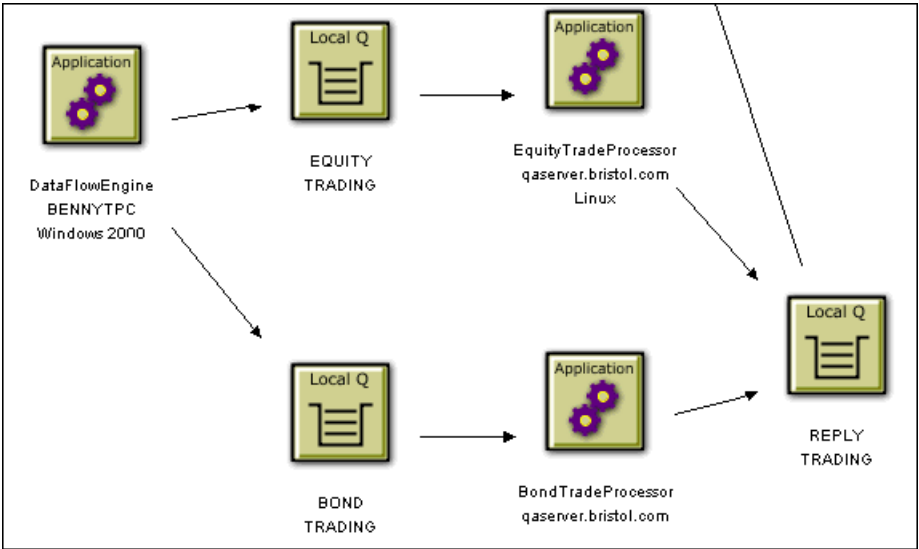 Application
DataFlowEngine
BENNYTPC
Windows 2000
Local Q
EQUITY
TRADING
Application
EquityTradeProcessor
qaserver.bristol.com
Linux
Local Q
BOND
TRADING
Application
BondTradeProcessor
qaserver.bristol.com
Local Q
REPLY
TRADING